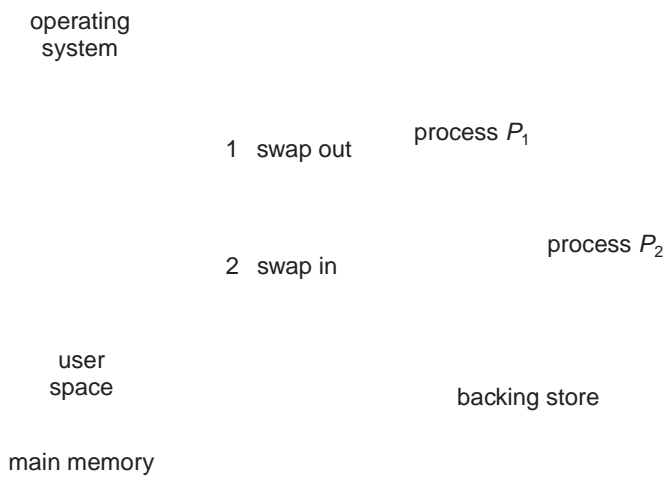 operating
system
1 swap out
process P1
2 swap in
process P2
user
space
backing store
main memory